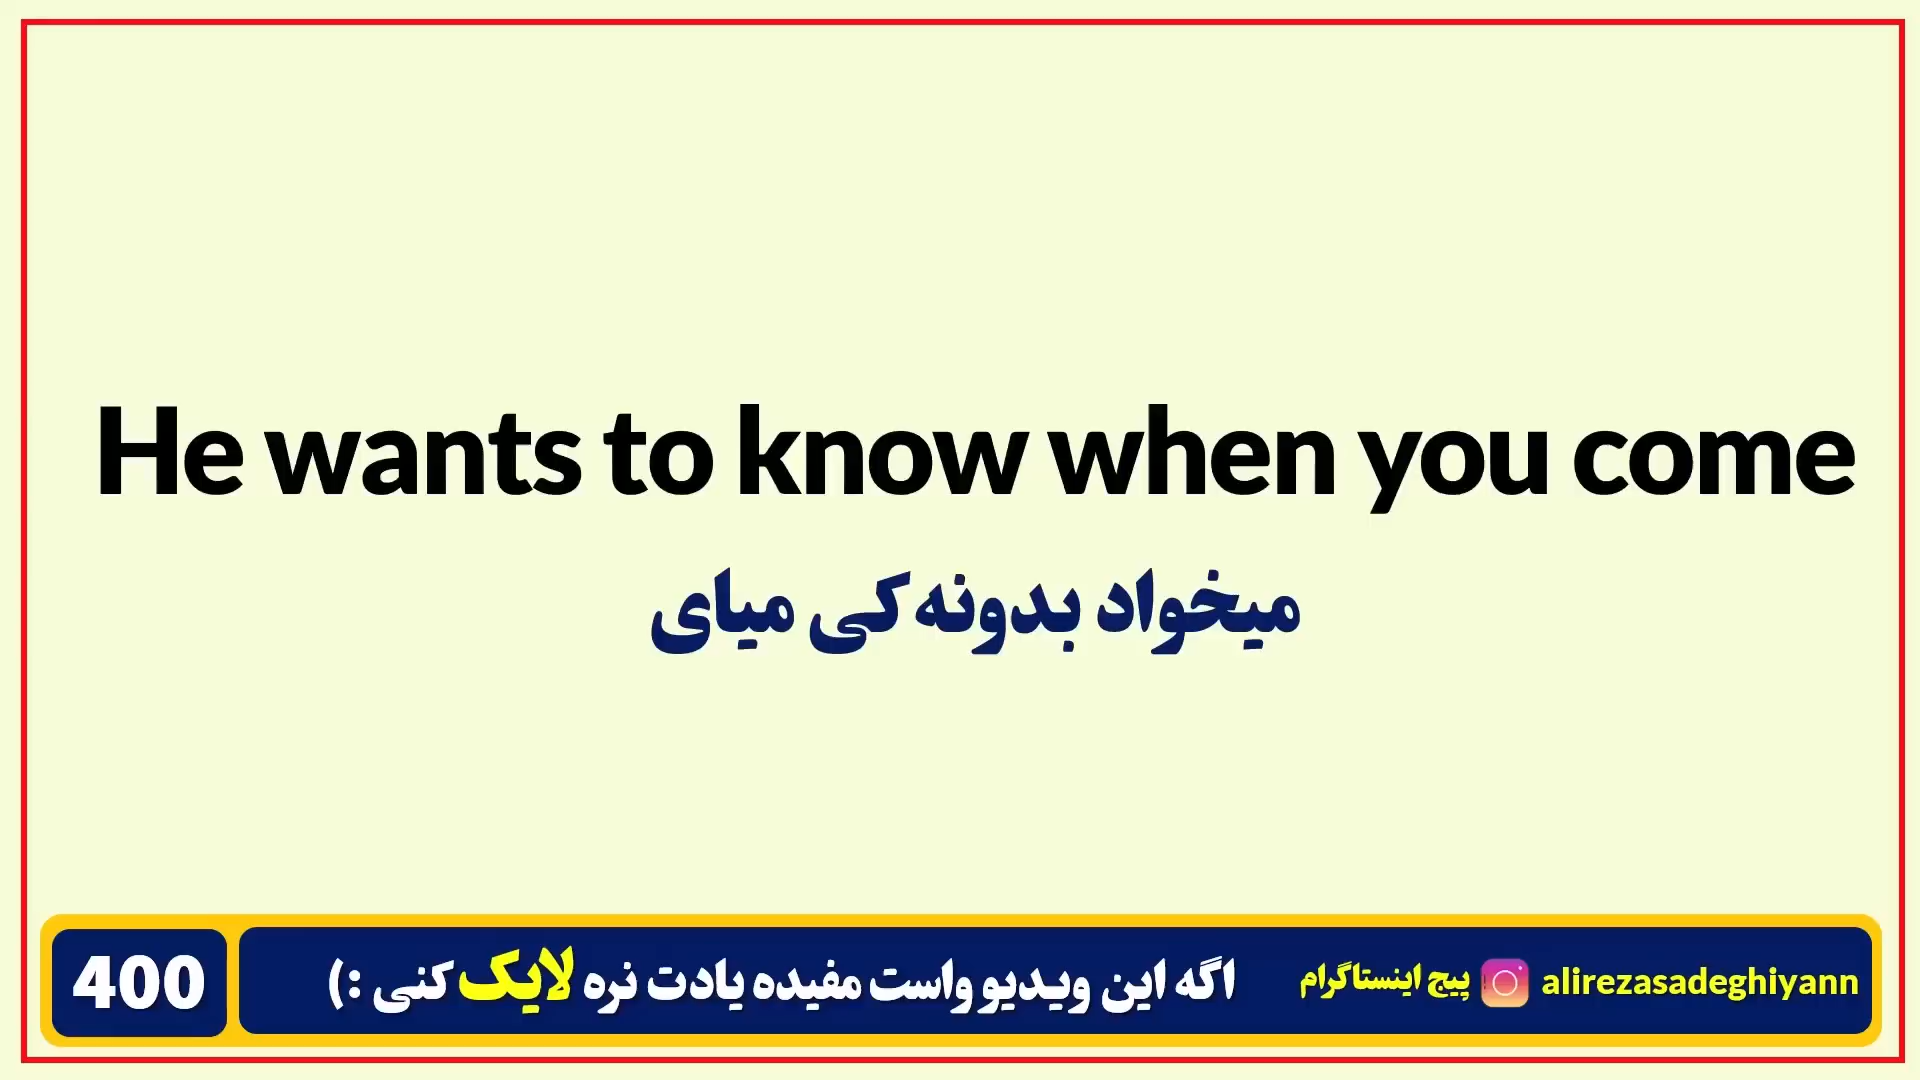 He wants to know when you come
میخواد بدونه کی میای
400
اگه این ویدیو واست مفیده یادت نره لایک کنی :)
پیج اینستاگرام
alirezasadeghiyann